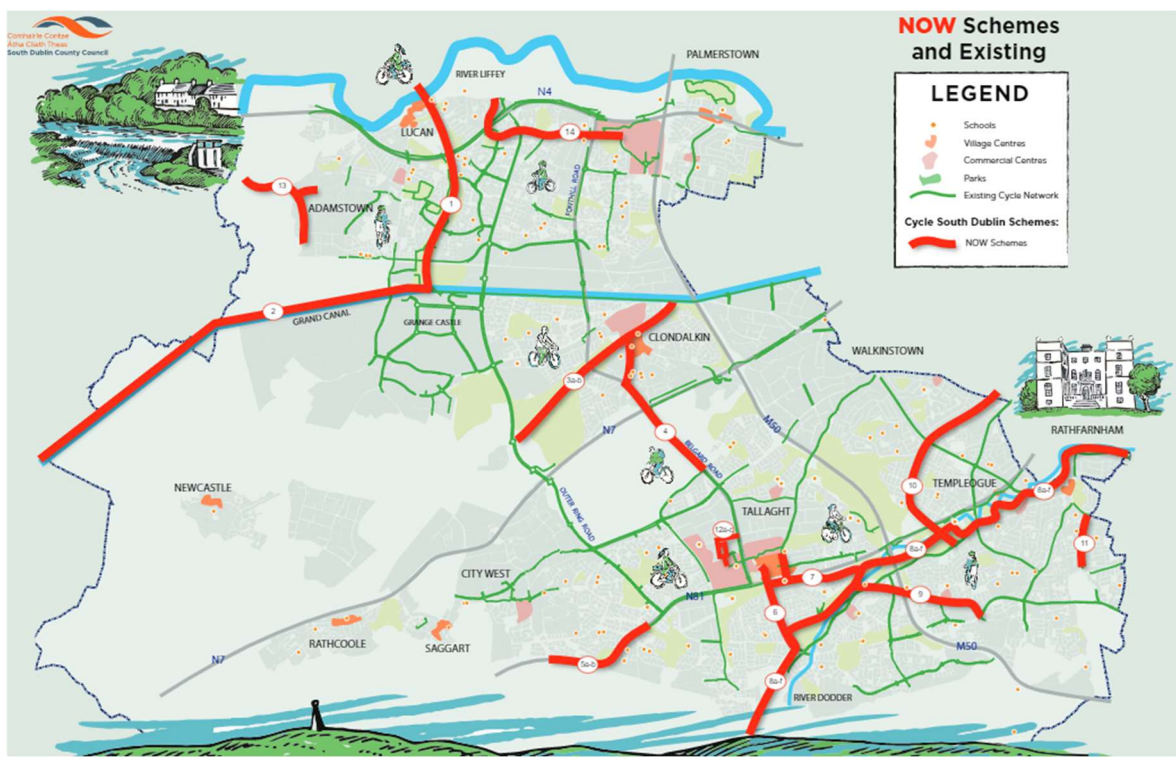 Comhairle Contae
Átha Cliath Theas
South Dublin County Council
NOW Schemes
and Existing
LEGEND
Schools
Village Centres
Commercial Centres
Parks
Existing Cycle Network
Cycle South Dublin Schemes:
NOW Schemes
PALMERSTOWN
RIVER LIFFEY
N4
LUCAN
14
13
ADAMSTOWN
1
FONTHILL ROAD
2
GRAND CANAL
GRANGE CASTLE
CLONDALKIN
WALKINSTOWN
3a-b
N7
4
M50
BELGARD ROAD
RATHFARNHAM
NEWCASTLE
OUTER RING ROAD
10
TEMPLEOGUE
8a-f
TALLAGHT
12a-c
11
8a-f
CITY WEST
7
N81
9
6
RATHCOOLE
SAGGART
N7
5a-b
M50
8a-f
RIVER DODDER